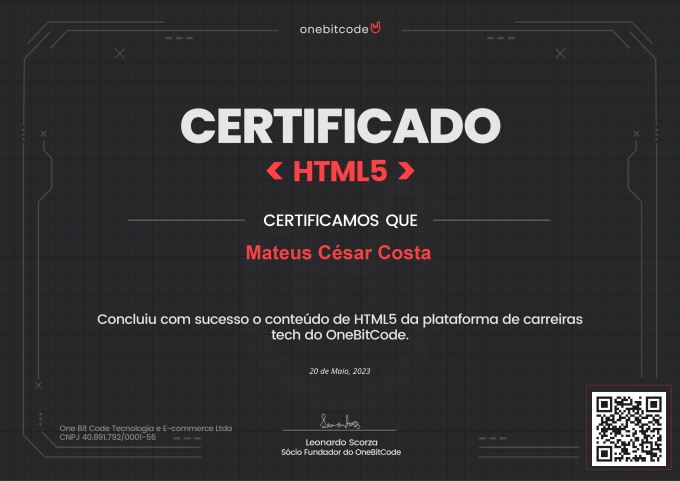 onebitcode
CERTIFICADO
< HTML5 >
CERTIFICAMOS QUE
Mateus César Costa
Concluiu com sucesso o conteúdo de HTML5 da plataforma de carreiras
tech do OneBitCode.
20 de Maio, 2023
One Bit Code Tecnologia e E-commerce Ltda
CNPJ 40.891.792/0001-56
Leonardo Scorza
Sócio Fundador do OneBitCode